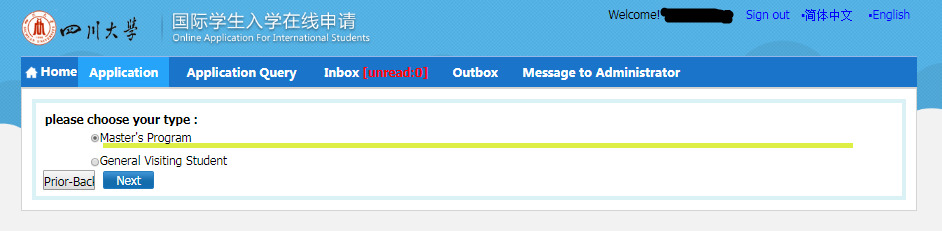 四川大学
国际学生入学在线申请
Online Application For International Students
Welcome! Sign out •简体中文 •English
Home Application Application Query Inbox [unread:0] Outbox Message to Administrator
please choose your type :
Master's Program
General Visiting Student
Prior-Bacl Next